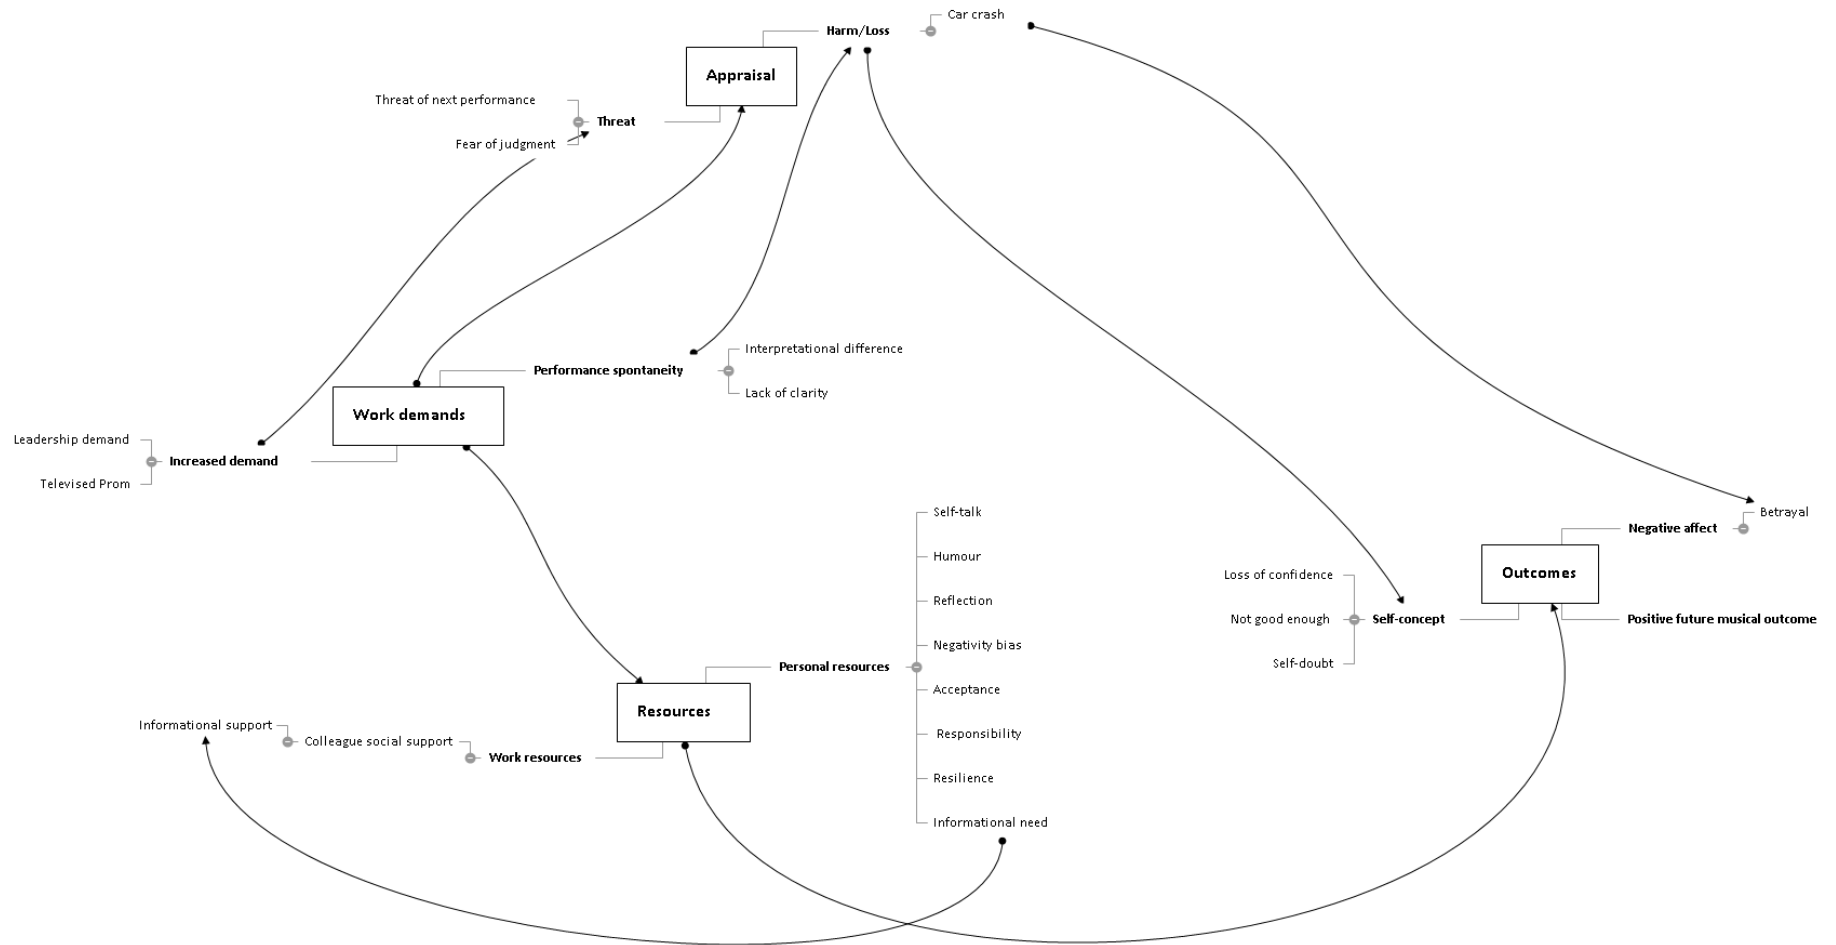 Car crash
Harm/Loss
Appraisal
Threat of next performance
Threat
Fear of judgment
Interpretational difference
Performance spontaneity
Lack of clarity
Work demands
Leadership demand
Increased demand
Televised Prom
Self-talk
Humour
Reflection
Negativity bias
Personal resources
Acceptance
Responsibility
Resilience
Informational need
Resources
Informational support
Colleague social support
Work resources
Betrayal
Negative affect
Outcomes
Loss of confidence
Not good enough
Self-concept
Self-doubt
Positive future musical outcome